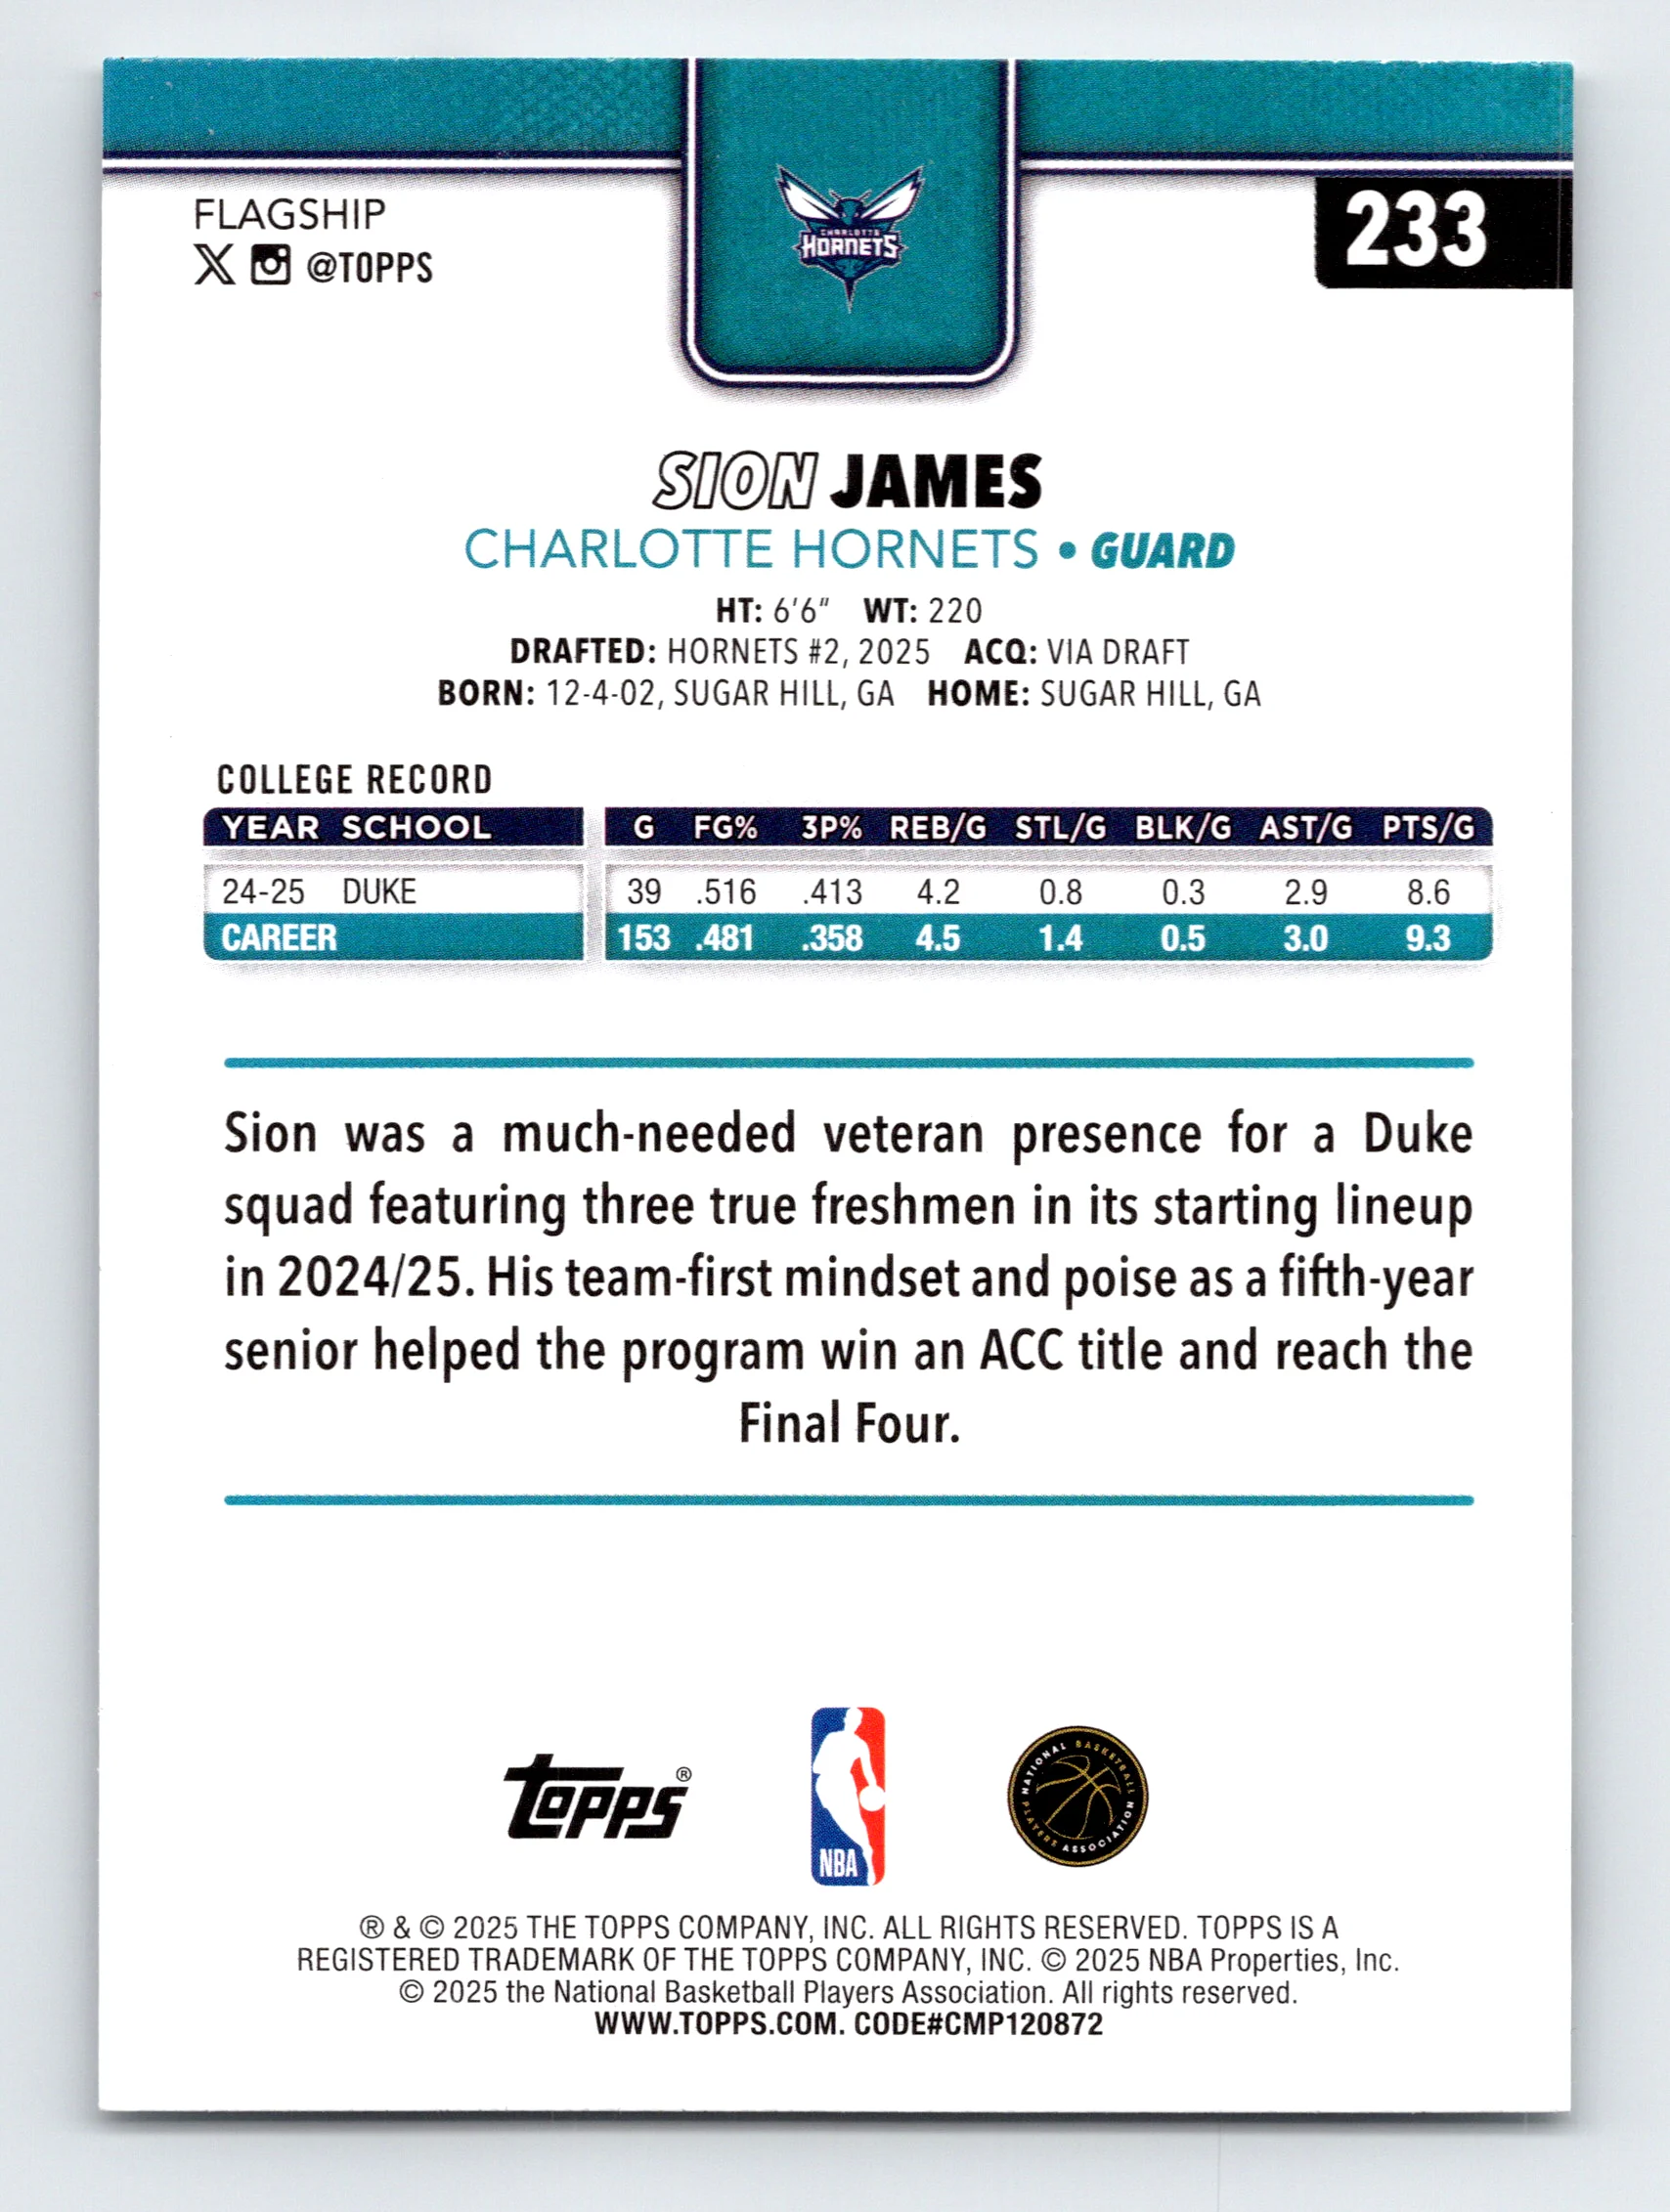 FLAGSHIP
@TOPPS
CHARLOTTE
HORNETS
233
SION JAMES
CHARLOTTE HORNETS • GUARD
HT: 6'6" WT: 220
DRAFTED: HORNETS #2, 2025 ACQ: VIA DRAFT
BORN: 12-4-02, SUGAR HILL, GA HOME: SUGAR HILL, GA
COLLEGE RECORD
YEAR SCHOOL G FG% 3P% REB/G STL/G BLK/G AST/G PTS/G
24-25 DUKE 39 .516 .413 4.2 0.8 0.3 2.9 8.6
CAREER 153 .481 .358 4.5 1.4 0.5 3.0 9.3
Sion was a much-needed veteran presence for a Duke
squad featuring three true freshmen in its starting lineup
in 2024/25. His team-first mindset and poise as a fifth-year
senior helped the program win an ACC title and reach the
Final Four.
topps®
NBA
NATIONAL BASKETBALL PLAYERS ASSOCIATION
® & © 2025 THE TOPPS COMPANY, INC. ALL RIGHTS RESERVED. TOPPS IS A
REGISTERED TRADEMARK OF THE TOPPS COMPANY, INC. © 2025 NBA Properties, Inc.
© 2025 the National Basketball Players Association. All rights reserved.
WWW.TOPPS.COM. CODE#CMP120872